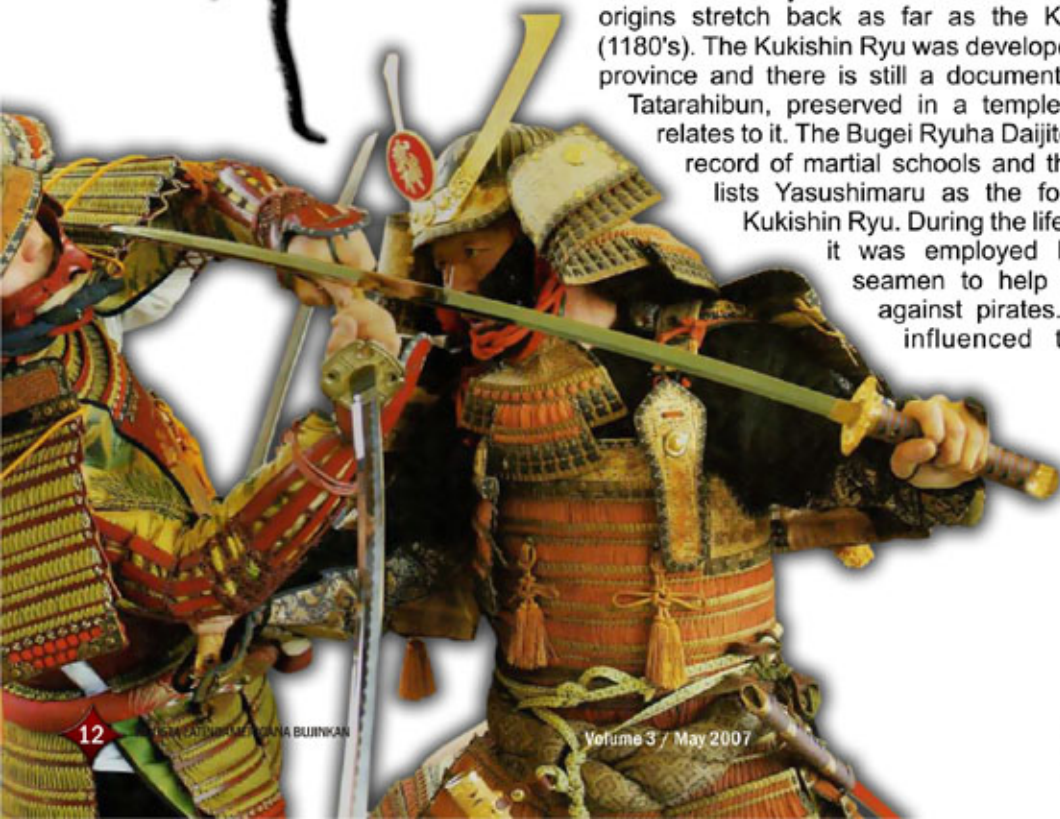 origins stretch back as far as the K
(1180's). The Kukishin Ryu was develope
province and there is still a document
Tatarahibun, preserved in a temple
relates to it. The Bugei Ryuha Daijit
record of martial schools and th
lists Yasushimaru as the fo
Kukishin Ryu. During the life
it was employed
seamen to help
against pirates.
influenced t
12
LATINOAMERICANA BUJINKAN
Volume 3 / May 2007